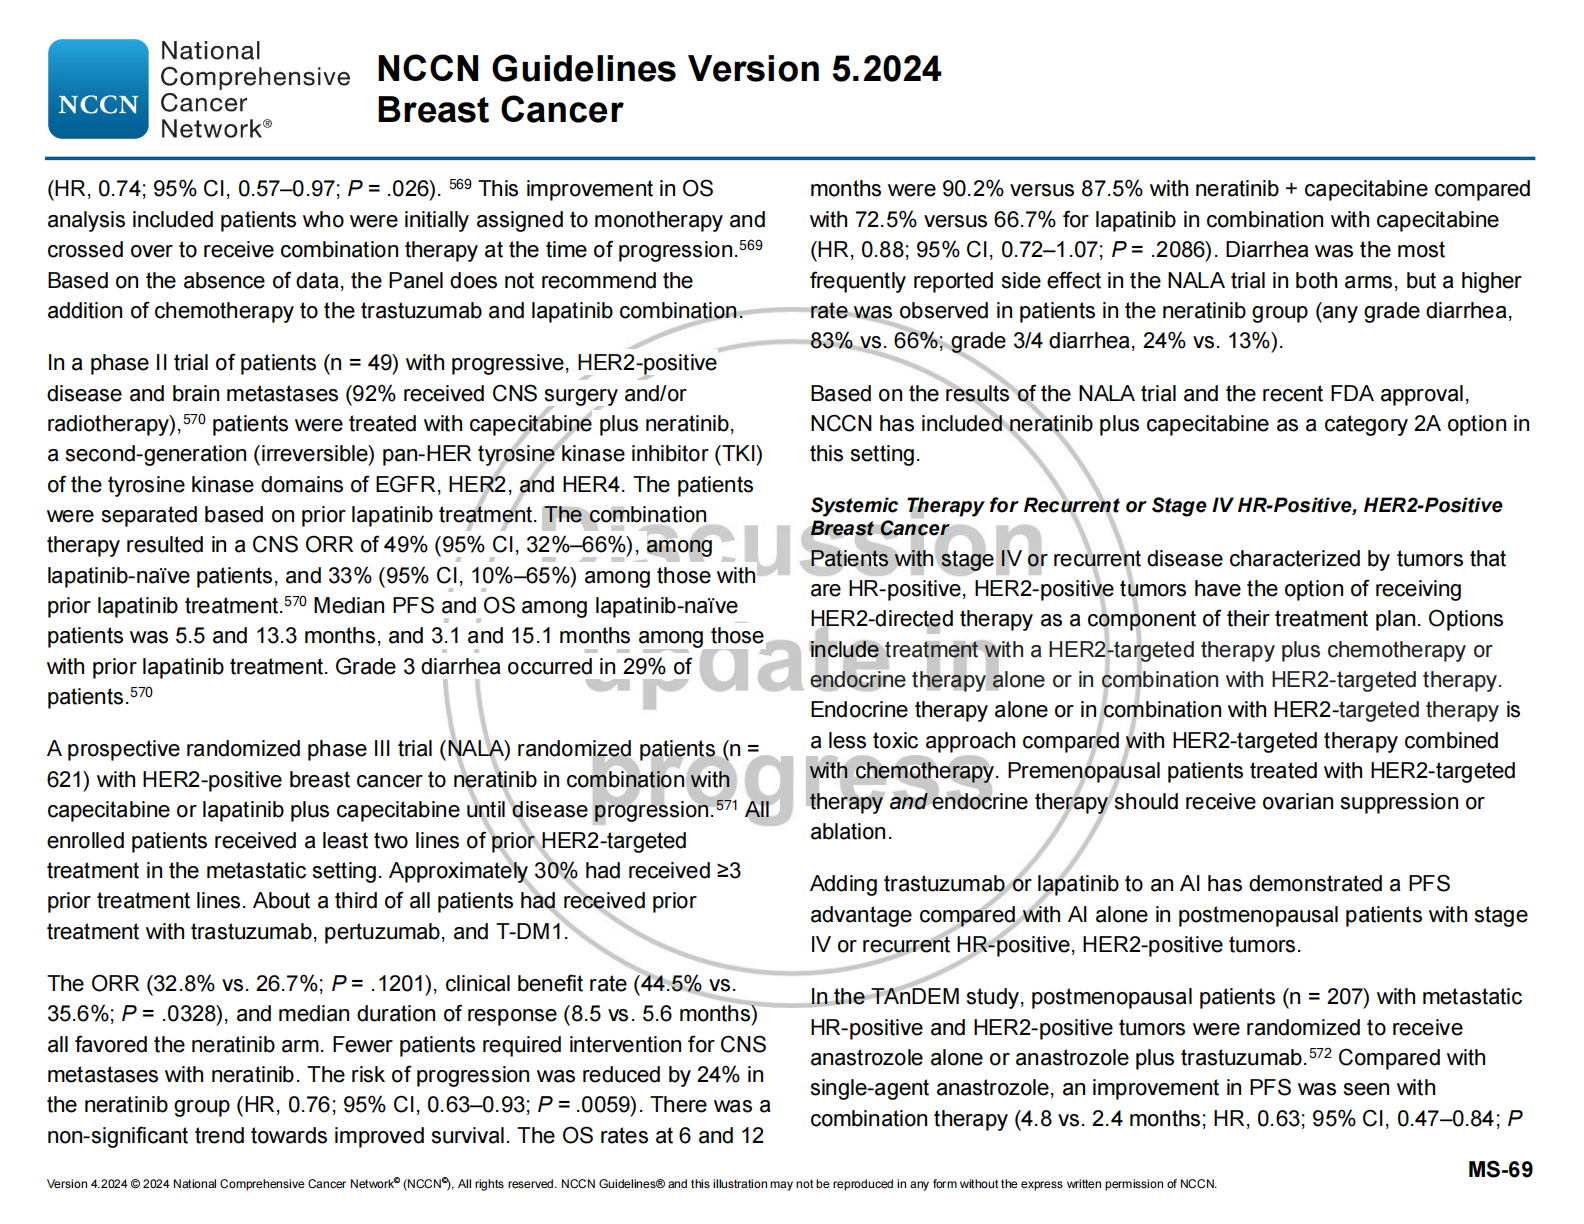 National
Comprehensive
Cancer
Network®
NCCN
NCCN Guidelines Version 5.2024
Breast Cancer
(HR, 0.74; 95% CI, 0.57–0.97; P = .026). 569 This improvement in OS
analysis included patients who were initially assigned to monotherapy and
crossed over to receive combination therapy at the time of progression.569
Based on the absence of data, the Panel does not recommend the
addition of chemotherapy to the trastuzumab and lapatinib combination.
In a phase II trial of patients (n = 49) with progressive, HER2-positive
disease and brain metastases (92% received CNS surgery and/or
radiotherapy),570 patients were treated with capecitabine plus neratinib,
a second-generation (irreversible) pan-HER tyrosine kinase inhibitor (TKI)
of the tyrosine kinase domains of EGFR, HER2, and HER4. The patients
were separated based on prior lapatinib treatment. The combination
therapy resulted in a CNS ORR of 49% (95% CI, 32%–66%), among
lapatinib-naïve patients, and 33% (95% CI, 10%–65%) among those with
prior lapatinib treatment.570 Median PFS and OS among lapatinib-naïve
patients was 5.5 and 13.3 months, and 3.1 and 15.1 months among those
with prior lapatinib treatment. Grade 3 diarrhea occurred in 29% of
patients.570
A prospective randomized phase III trial (NALA) randomized patients (n =
621) with HER2-positive breast cancer to neratinib in combination with
capecitabine or lapatinib plus capecitabine until disease progression.571 All
enrolled patients received a least two lines of prior HER2-targeted
treatment in the metastatic setting. Approximately 30% had received ≥3
prior treatment lines. About a third of all patients had received prior
treatment with trastuzumab, pertuzumab, and T-DM1.
The ORR (32.8% vs. 26.7%; P = .1201), clinical benefit rate (44.5% vs.
35.6%; P = .0328), and median duration of response (8.5 vs. 5.6 months)
all favored the neratinib arm. Fewer patients required intervention for CNS
metastases with neratinib. The risk of progression was reduced by 24% in
the neratinib group (HR, 0.76; 95% CI, 0.63–0.93; P = .0059). There was a
non-significant trend towards improved survival. The OS rates at 6 and 12
months were 90.2% versus 87.5% with neratinib + capecitabine compared
with 72.5% versus 66.7% for lapatinib in combination with capecitabine
(HR, 0.88; 95% CI, 0.72–1.07; P = .2086). Diarrhea was the most
frequently reported side effect in the NALA trial in both arms, but a higher
rate was observed in patients in the neratinib group (any grade diarrhea,
83% vs. 66%; grade 3/4 diarrhea, 24% vs. 13%).
Based on the results of the NALA trial and the recent FDA approval,
NCCN has included neratinib plus capecitabine as a category 2A option in
this setting.
Systemic Therapy for Recurrent or Stage IV HR-Positive, HER2-Positive
Breast Cancer
Patients with stage IV or recurrent disease characterized by tumors that
are HR-positive, HER2-positive tumors have the option of receiving
HER2-directed therapy as a component of their treatment plan. Options
include treatment with a HER2-targeted therapy plus chemotherapy or
endocrine therapy alone or in combination with HER2-targeted therapy.
Endocrine therapy alone or in combination with HER2-targeted therapy is
a less toxic approach compared with HER2-targeted therapy combined
with chemotherapy. Premenopausal patients treated with HER2-targeted
therapy and endocrine therapy should receive ovarian suppression or
ablation.
Adding trastuzumab or lapatinib to an AI has demonstrated a PFS
advantage compared with AI alone in postmenopausal patients with stage
IV or recurrent HR-positive, HER2-positive tumors.
In the TAnDEM study, postmenopausal patients (n = 207) with metastatic
HR-positive and HER2-positive tumors were randomized to receive
anastrozole alone or anastrozole plus trastuzumab.572 Compared with
single-agent anastrozole, an improvement in PFS was seen with
combination therapy (4.8 vs. 2.4 months; HR, 0.63; 95% CI, 0.47–0.84; P
Discussion
update in
progress
MS-69
Version 4.2024 © 2024 National Comprehensive Cancer Network© (NCCN©), All rights reserved. NCCN Guidelines® and this illustration may not be reproduced in any form without the express written permission of NCCN.